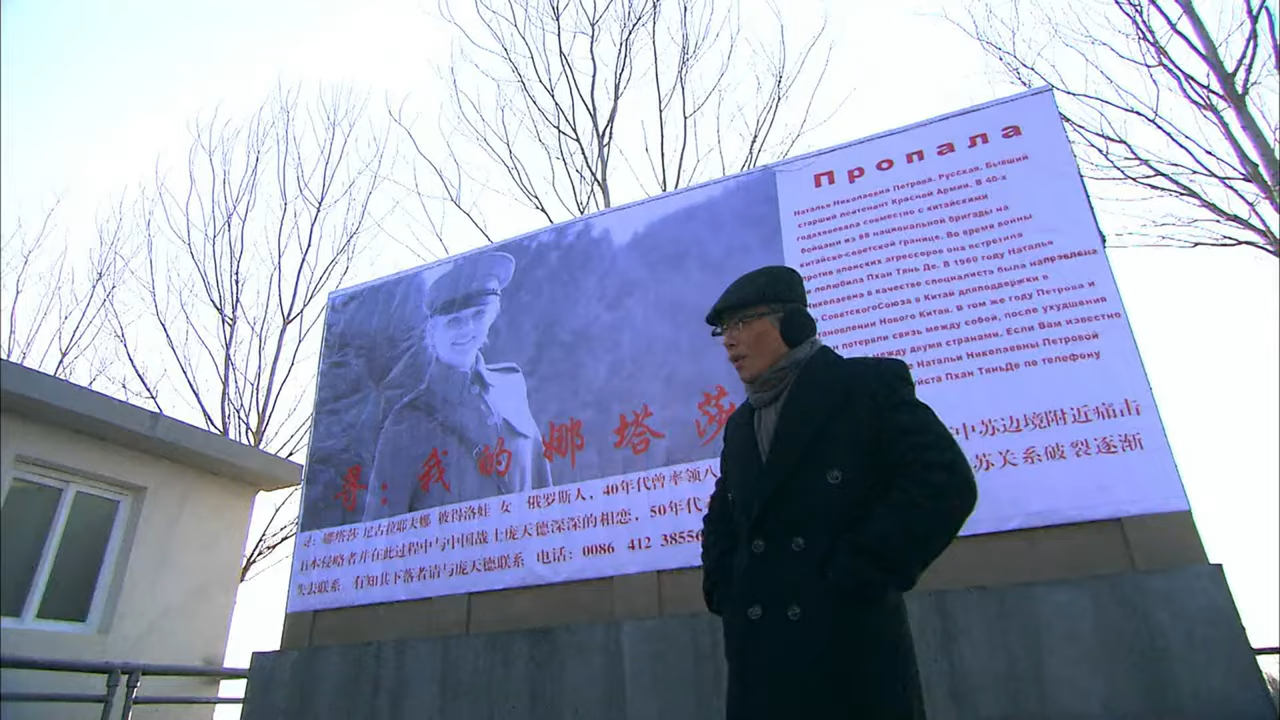 Пропала
Наталья Николаевна Петрова. Русская. Бывший
старший лейтенант Красной Армии. В 40-х
годахвоевала совместно с китайскими
бойцами из 88 национальной бригады на
китайско-советской границе. Во время войны
против японских агрессоров она встретила
и полюбила Пхан Тянь Де. В 1960 году Наталья
Николаевна в качестве специалиста была направлена
СоветскогоСоюза в Китай дляподдержки в
становлении Нового Китая. В том же году Петрова и
потеряли связь между собой, после ухудшения
между двумя странами. Если Вам известно
Натальи Николаевны Петровой
Пхан ТяньДе по телефону
寻：我的娜塔莎
寻：娜塔莎 尼古拉耶夫娜 彼得洛娃 女 俄罗斯人，40年代曾率领八 中苏边境附近痛击
日本侵略者并在此过程中与中国战士庞天德深深的相恋，50年代 苏关系破裂逐渐
失去联系 有知其下落者请与庞天德联系 电话：0086 412 3855